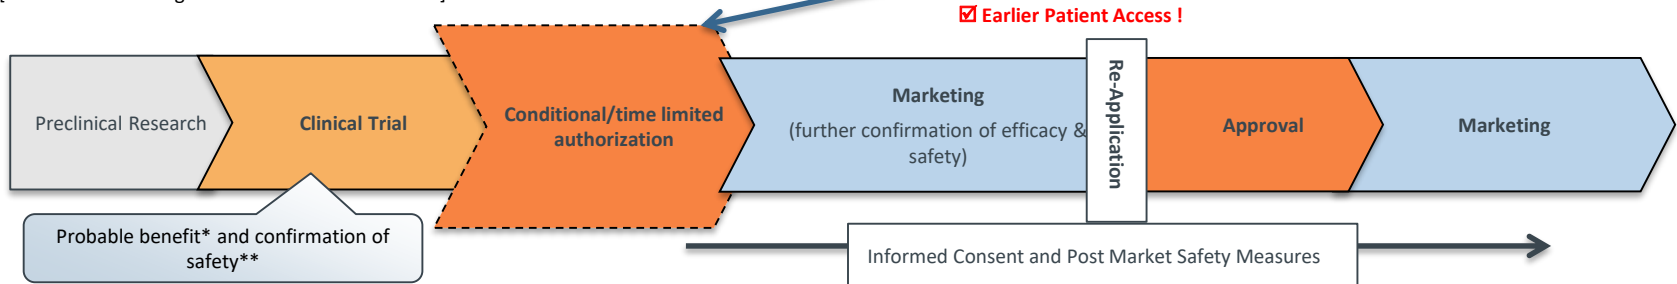 ☑ Earlier Patient Access !
Preclinical Research
Clinical Trial
Conditional/time limited
authorization
Marketing
(further confirmation of efficacy &
safety)
Re-Application
Approval
Marketing
Probable benefit* and confirmation of
safety**
Informed Consent and Post Market Safety Measures